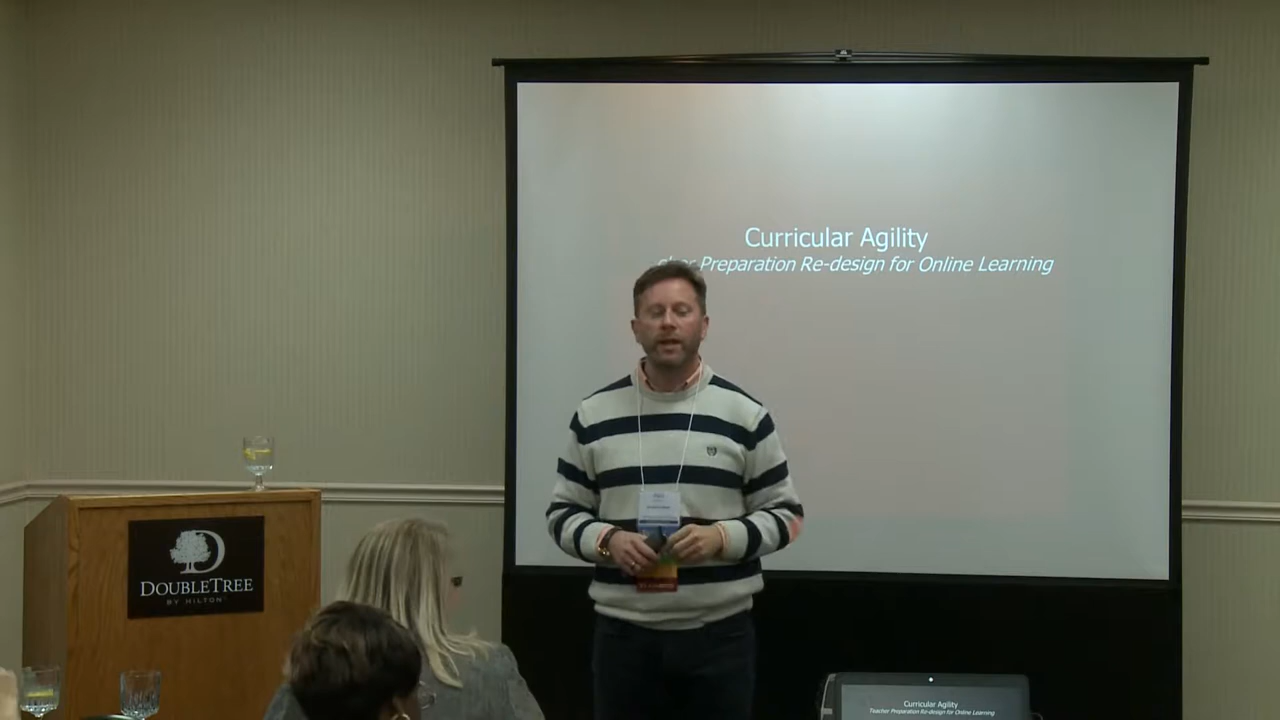 Curricular Agility
Preparation Re-design for Online Learning
DOUBLETREE
BY HILTON
Curricular Agility
Teacher Preparation Re-design for Online Learning